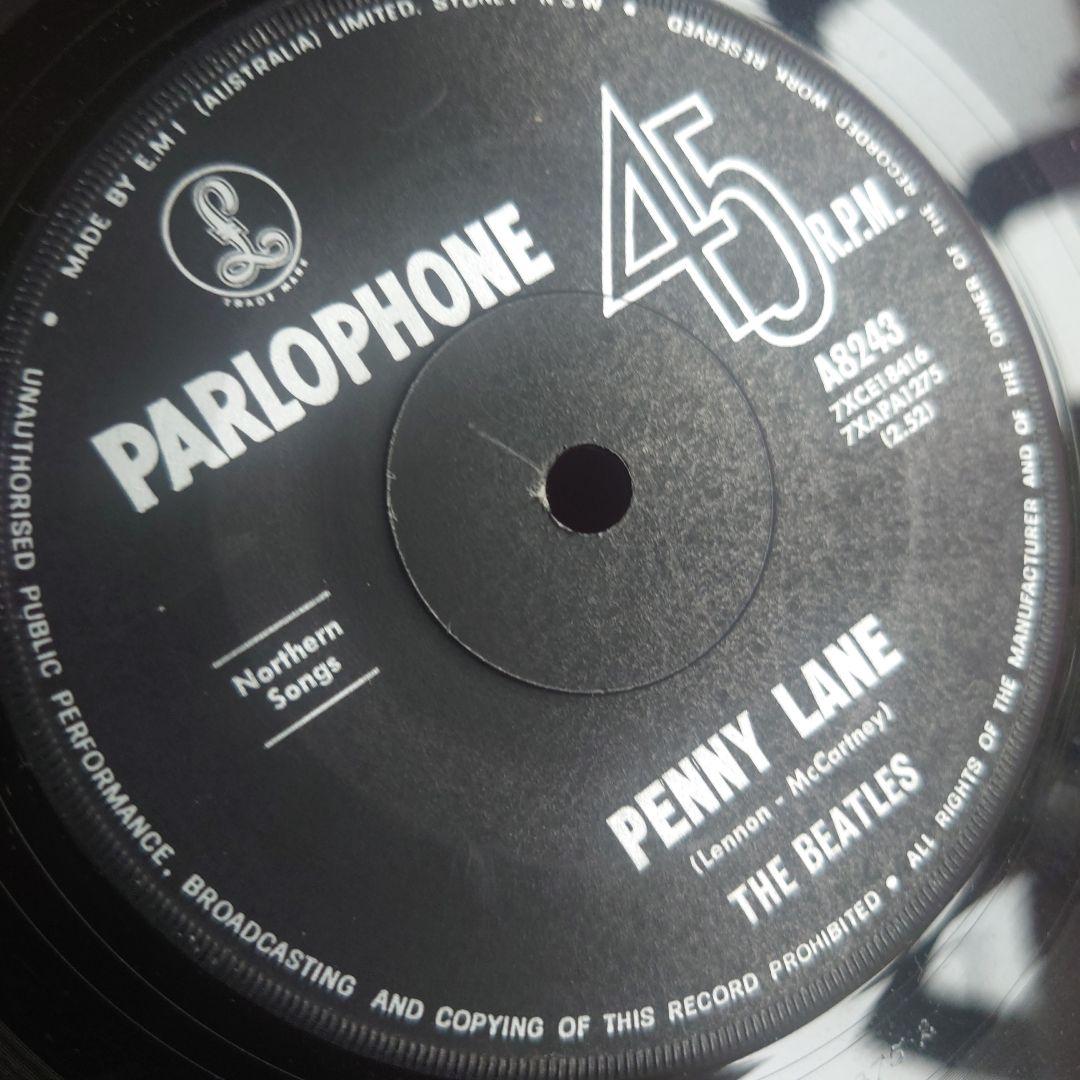 MADE BY E.M I (AUSTRALIA) LIMITED. SYDNEY N S W •
RECORDED WORK RESERVED
£
TRADE MARK
PARLOPHONE
45 R.P.M.
A8243
7XCE18416
7XAPA1275
(2.52)
Northern
Songs
PENNY LANE
(Lennon - McCartney)
THE BEATLES
• ALL RIGHTS OF THE MANUFACTURER AND OF THE OWNER OF THE
UNAUTHORISED PUBLIC PERFORMANCE, BROADCASTING AND COPYING OF THIS RECORD PROHIBITED